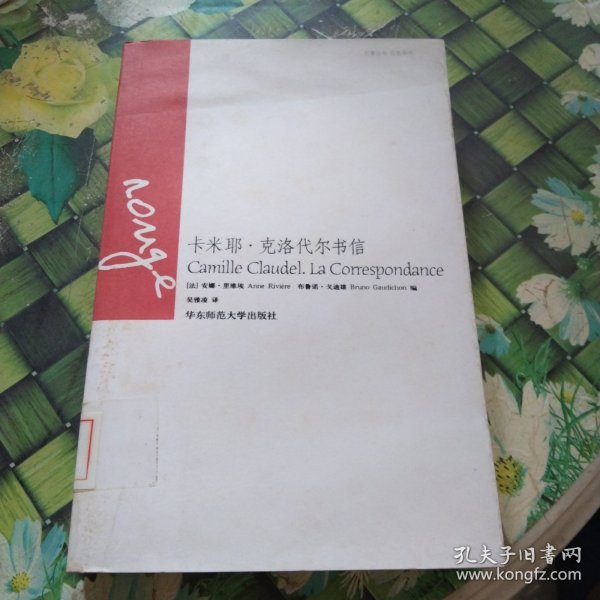 rouge
卡米耶·克洛代尔书信
Camille Claudel. La Correspondance
[法] 安娜·里维埃 Anne Rivière 布鲁诺·戈迪雄 Bruno Gaudichon 编
吴雅凌 译
华东师范大学出版社
孔夫子旧书网
www.kongfz.com